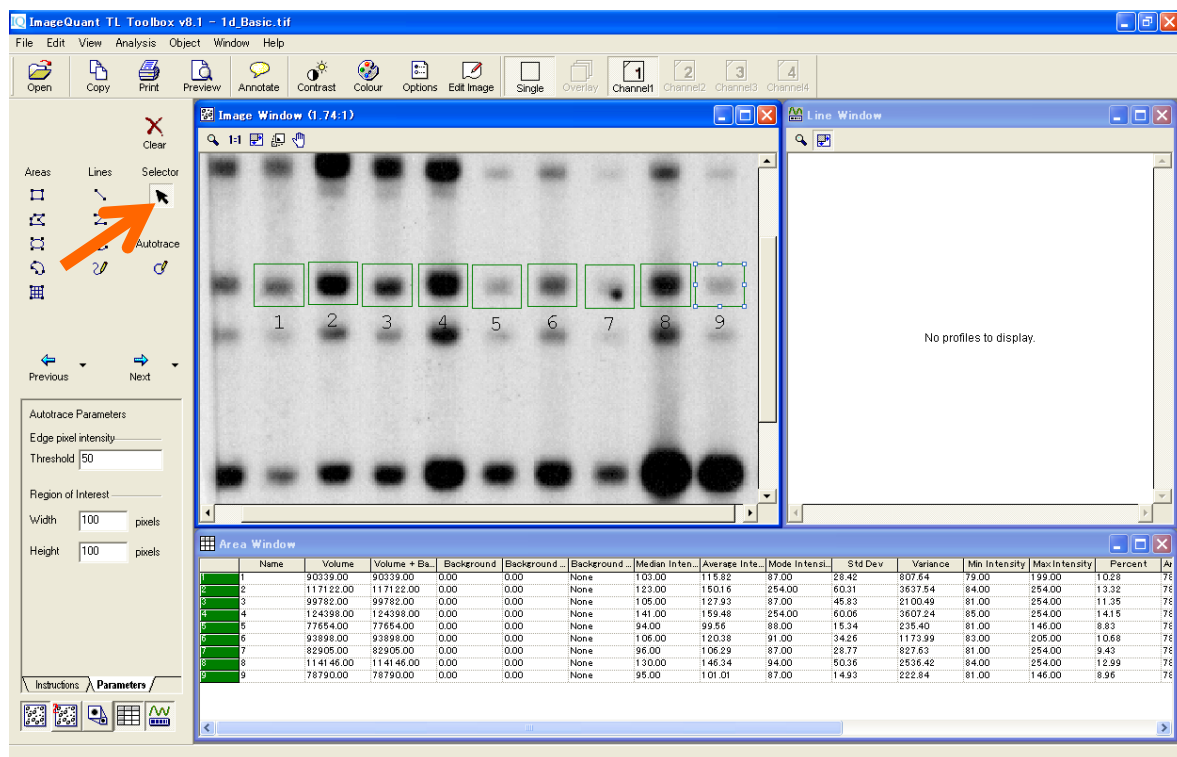 ImageQuant TL Toolbox v8.1 - 1d_Basic.tif
File Edit View Analysis Object Window Help
Open Copy Print Preview Annotate Contrast Colour Options Edit Image Single Overlay Channel1 Channel2 Channel3 Channel4
Clear
Areas Lines Selector
Autotrace
Previous Next
Autotrace Parameters
Edge pixel intensity
Threshold 50
Region of Interest
Width 100 pixels
Height 100 pixels
Instructions Parameters
Image Window (1.74:1)
1:1
1 2 3 4 5 6 7 8 9
Line Window
No profiles to display.
Area Window
Name Volume Volume + Ba... Background Background ... Background ... Median Inten... Average Inte... Mode Intensi... Std Dev Variance Min Intensity Max Intensity Percent Ar
1 1 90339.00 90339.00 0.00 0.00 None 103.00 115.82 87.00 28.42 807.64 79.00 199.00 10.28 78
2 2 117122.00 117122.00 0.00 0.00 None 123.00 150.16 254.00 60.31 3637.54 84.00 254.00 13.32 78
3 3 99782.00 99782.00 0.00 0.00 None 105.00 127.93 87.00 45.83 2100.49 81.00 254.00 11.35 78
4 4 124398.00 124398.00 0.00 0.00 None 141.00 159.48 254.00 60.06 3607.24 85.00 254.00 14.15 78
5 5 77654.00 77654.00 0.00 0.00 None 94.00 99.56 88.00 15.34 235.40 81.00 146.00 8.83 78
6 6 93898.00 93898.00 0.00 0.00 None 106.00 120.38 91.00 34.26 1173.99 83.00 205.00 10.68 78
7 7 82905.00 82905.00 0.00 0.00 None 96.00 106.29 87.00 28.77 827.63 81.00 254.00 9.43 78
8 8 114146.00 114146.00 0.00 0.00 None 130.00 146.34 94.00 50.36 2536.42 84.00 254.00 12.99 78
9 9 78790.00 78790.00 0.00 0.00 None 95.00 101.01 87.00 14.93 222.84 81.00 146.00 8.96 78